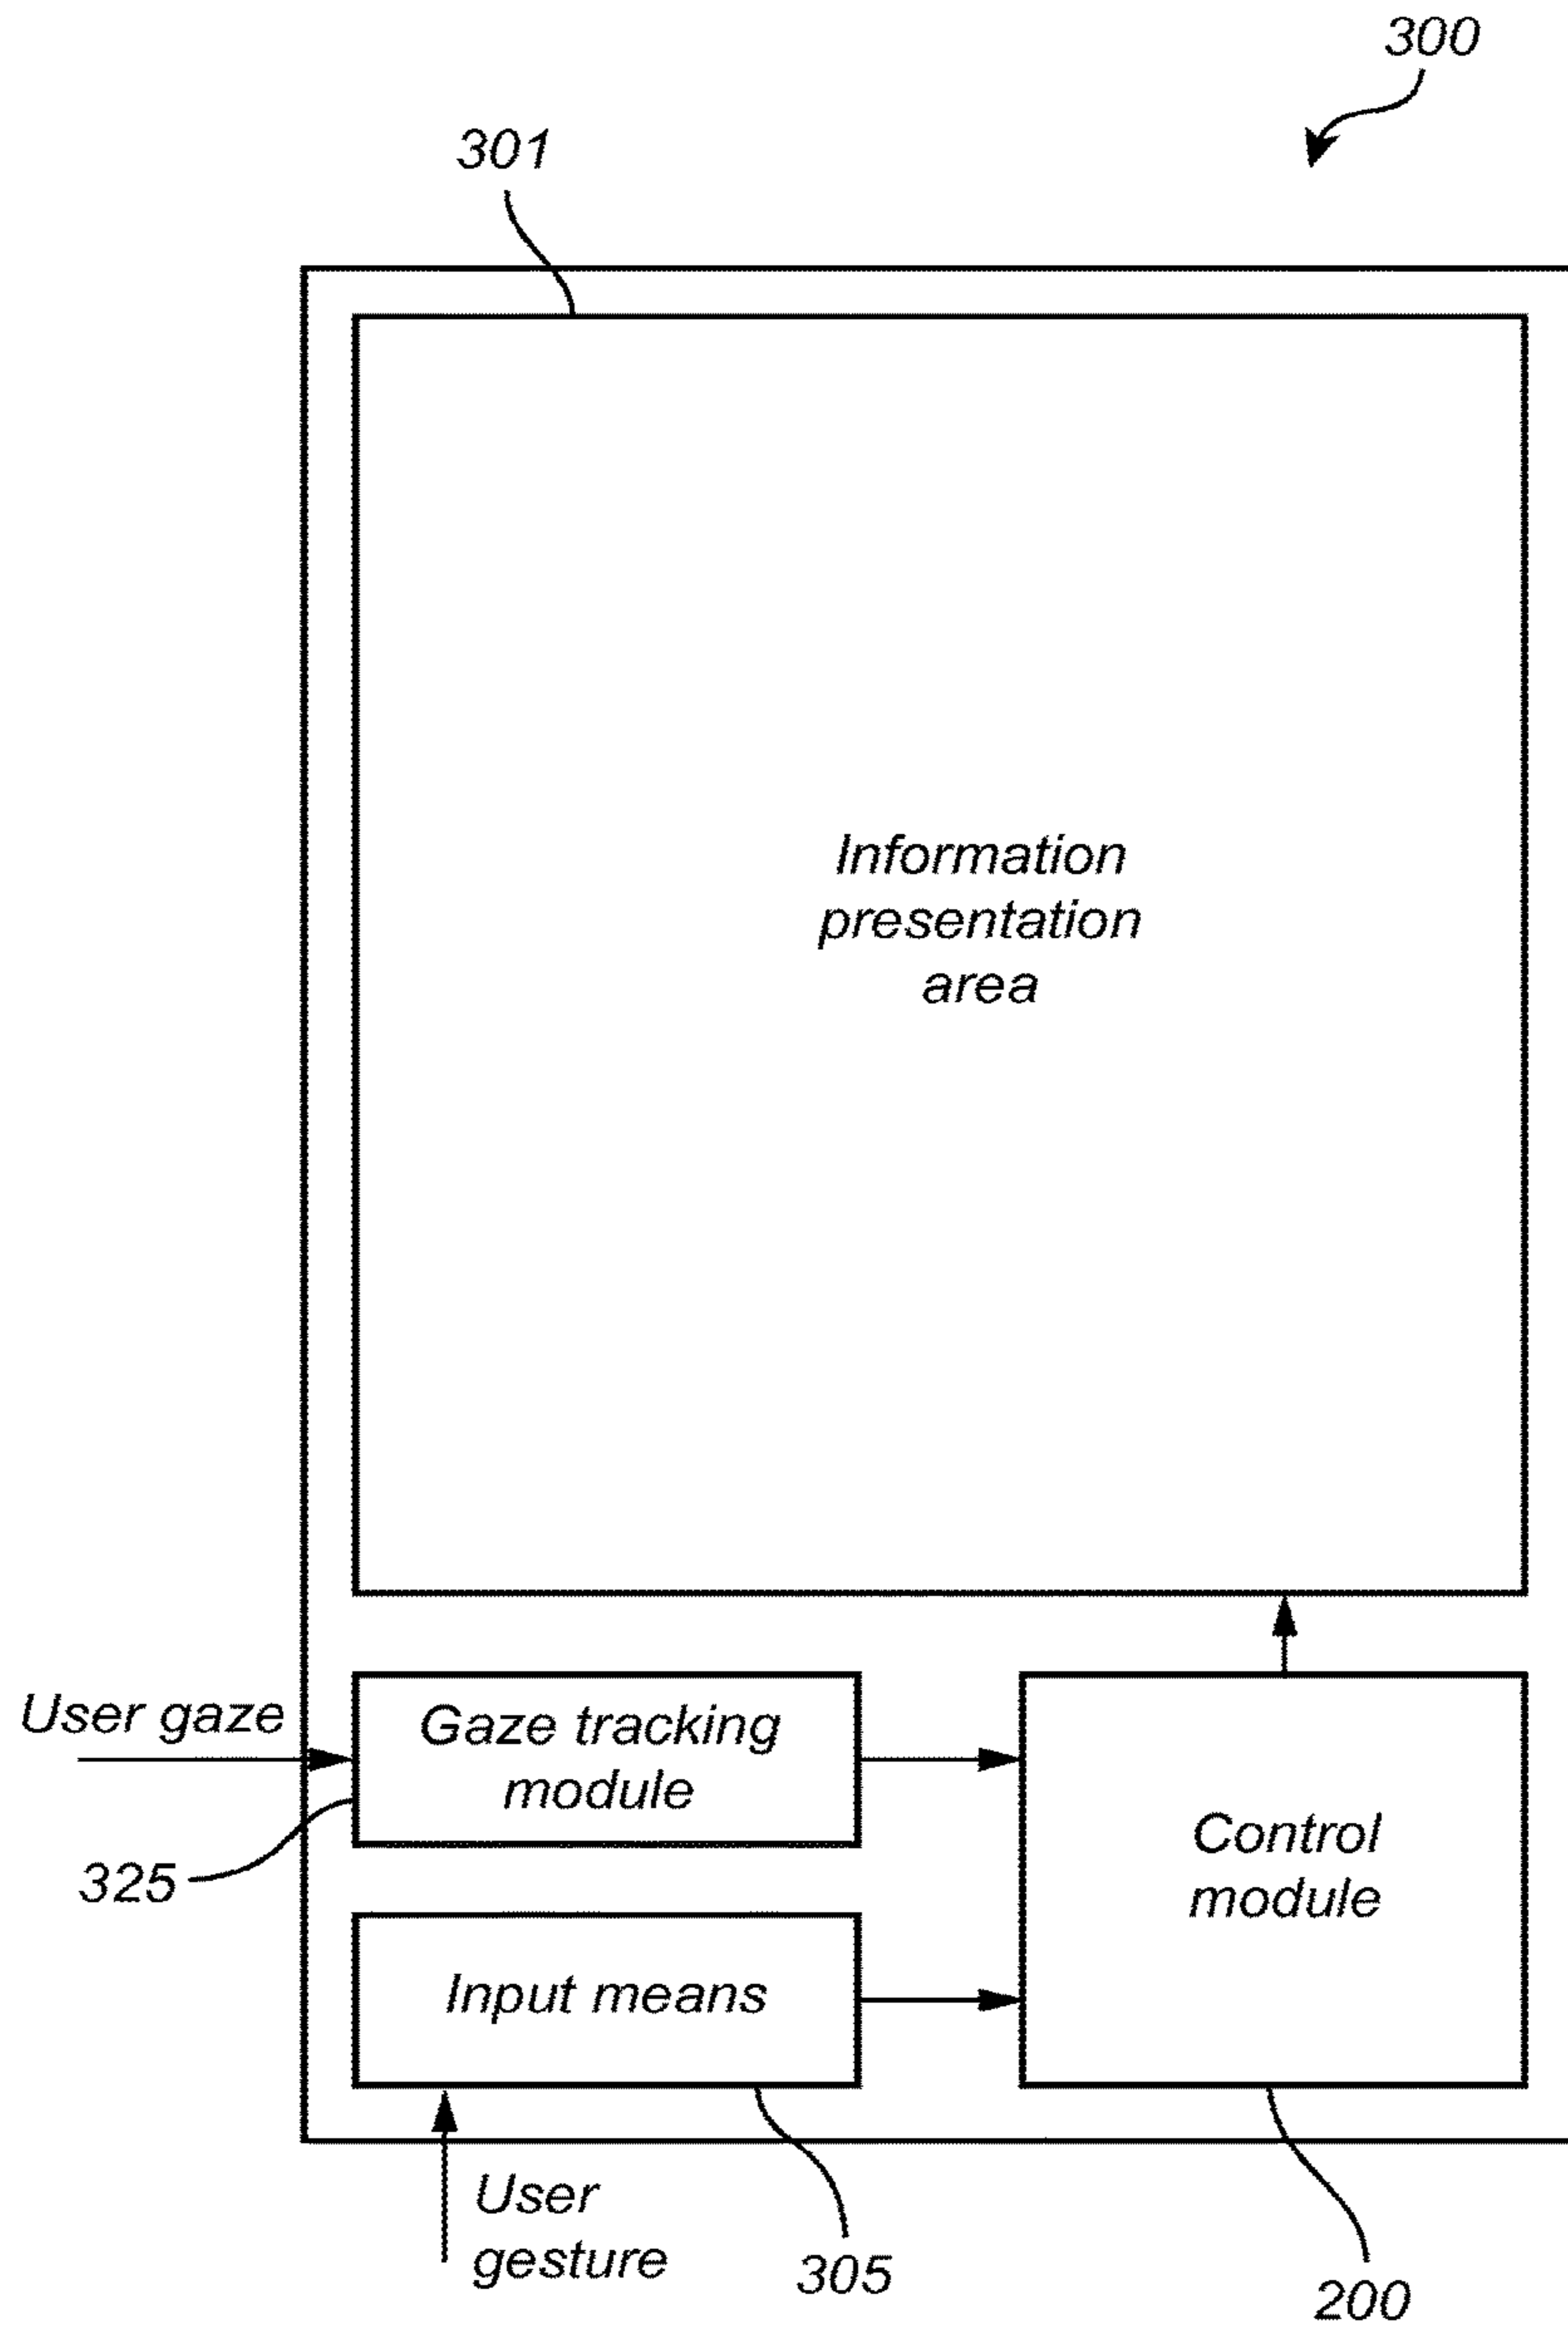 300
301
Information
presentation
area
User gaze
Gaze tracking
module
325
Control
module
Input means
User
gesture
305
200